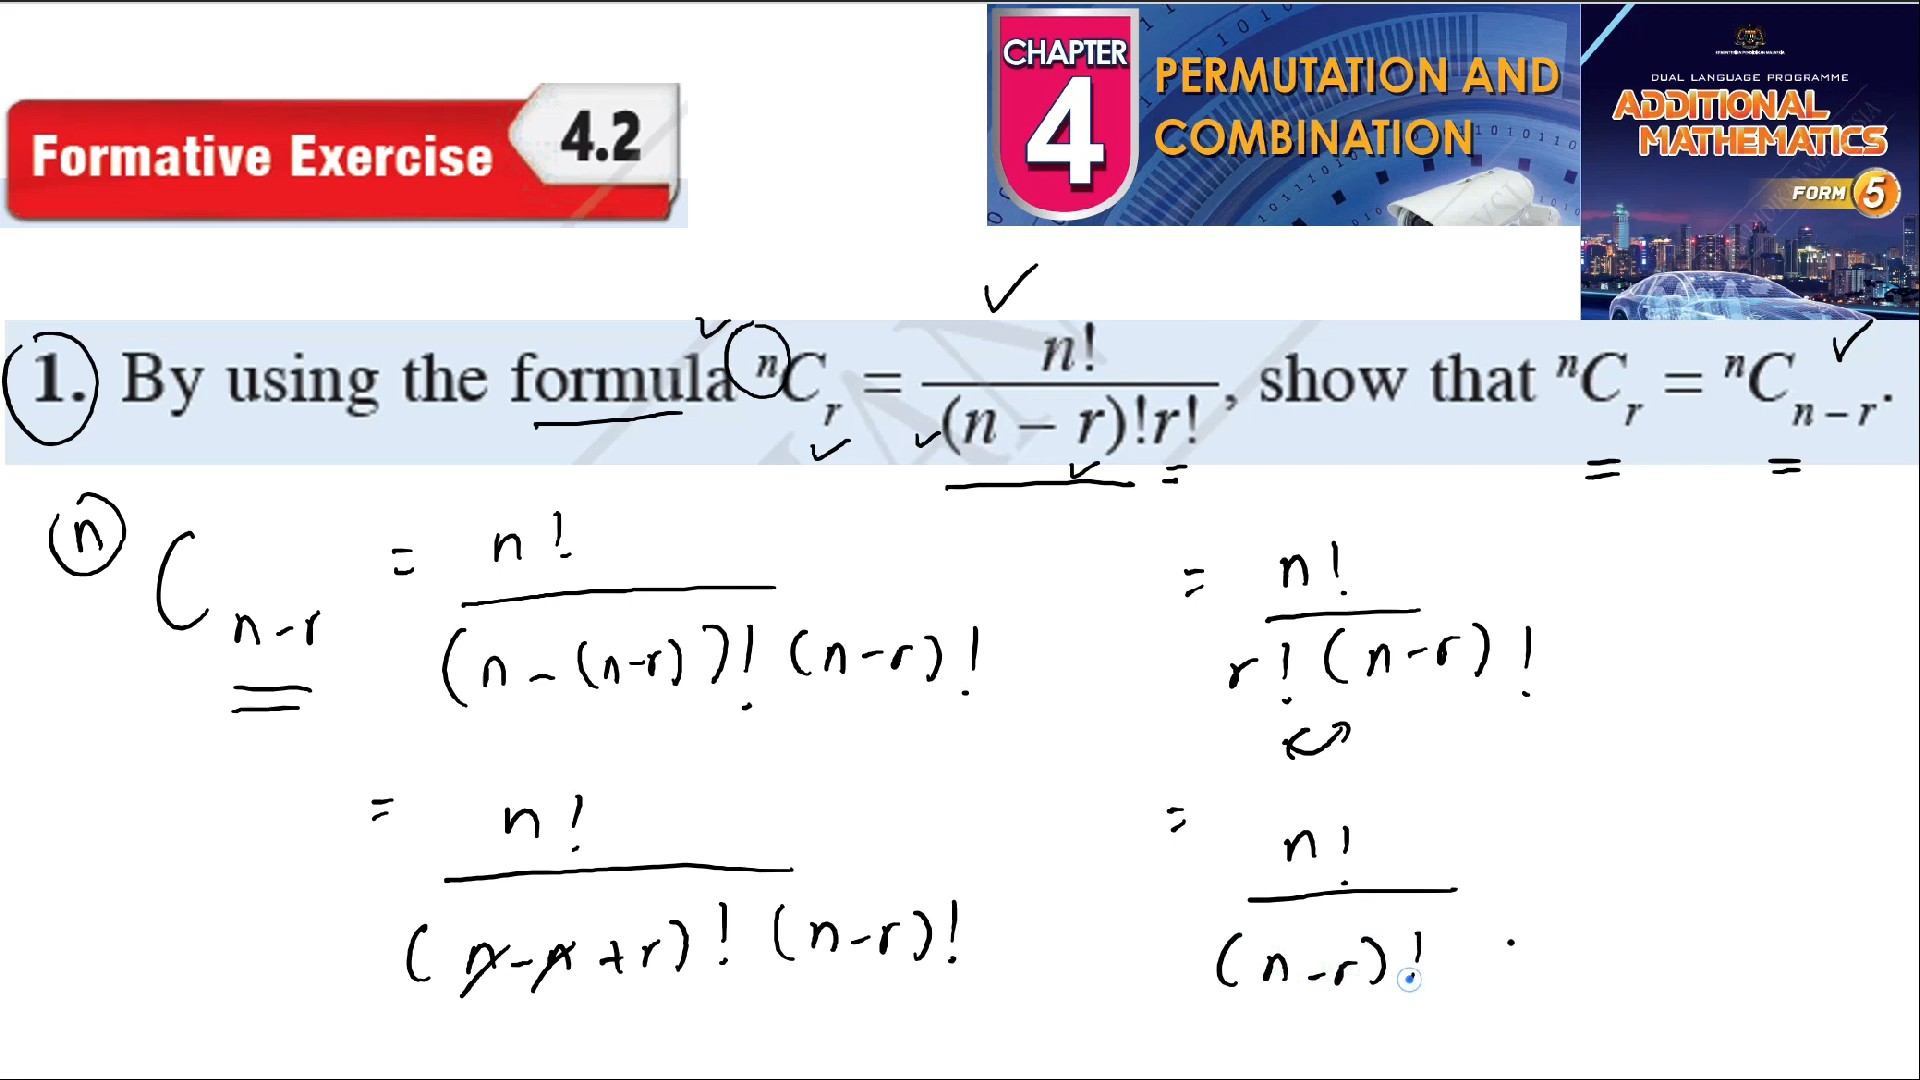 CHAPTER
4
PERMUTATION AND
COMBINATION
DUAL LANGUAGE PROGRAMME
ADDITIONAL
MATHEMATICS
FORM 5
Formative Exercise 4.2
1. By using the formula ⁿCᵣ = n! / (n – r)!r! , show that ⁿCᵣ = ⁿCₙ₋ᵣ.
ⁿCₙ₋ᵣ = n! / (n - (n-r))! (n-r)!
= n! / (n-n+r)! (n-r)!
= n! / r! (n-r)!
= n! / (n-r)!